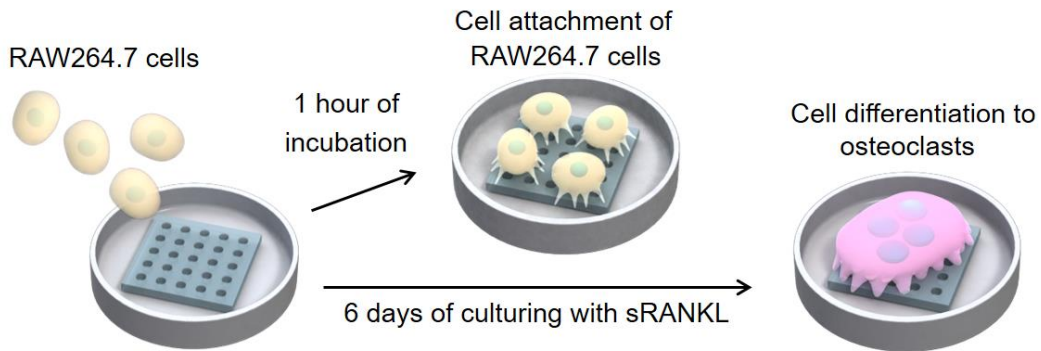 RAW264.7 cells
1 hour of
incubation
Cell attachment of
RAW264.7 cells
Cell differentiation to
osteoclasts
6 days of culturing with sRANKL